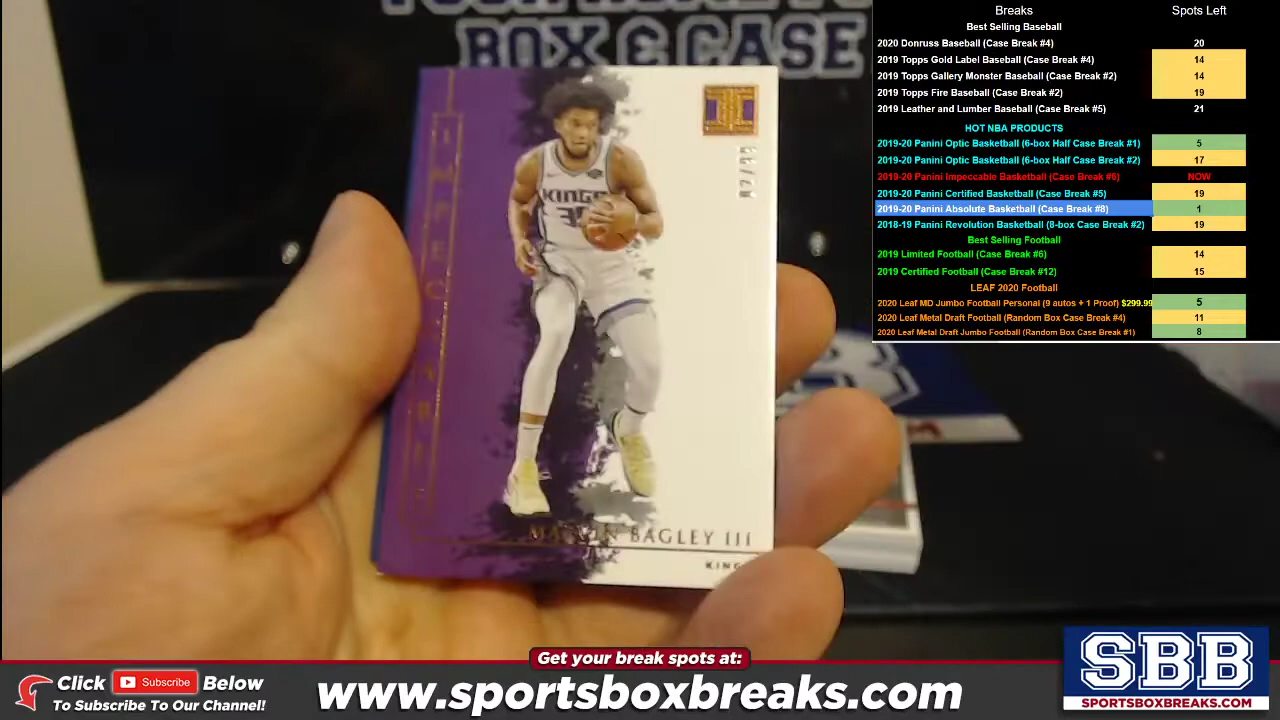 YOUR TICKET TO
BOX & CASE
IMPECCABLE
KINGS
35
MARVIN BAGLEY III
KINGS
Breaks Spots Left
Best Selling Baseball
2020 Donruss Baseball (Case Break #4) 20
2019 Topps Gold Label Baseball (Case Break #4) 14
2019 Topps Gallery Monster Baseball (Case Break #2) 14
2019 Topps Fire Baseball (Case Break #2) 19
2019 Leather and Lumber Baseball (Case Break #5) 21
HOT NBA PRODUCTS
2019-20 Panini Optic Basketball (6-box Half Case Break #1) 5
2019-20 Panini Optic Basketball (6-box Half Case Break #2) 17
2019-20 Panini Impeccable Basketball (Case Break #6) NOW
2019-20 Panini Certified Basketball (Case Break #5) 19
2019-20 Panini Absolute Basketball (Case Break #8) 1
2018-19 Panini Revolution Basketball (8-box Case Break #2) 19
Best Selling Football
2019 Limited Football (Case Break #6) 14
2019 Certified Football (Case Break #12) 15
LEAF 2020 Football
2020 Leaf MD Jumbo Football Personal (9 autos + 1 Proof) $299.99 5
2020 Leaf Metal Draft Football (Random Box Case Break #4) 11
2020 Leaf Metal Draft Jumbo Football (Random Box Case Break #1) 8
Get your break spots at:
Click Subscribe Below
To Subscribe To Our Channel!
www.sportsboxbreaks.com
SBB
SPORTSBOXBREAKS.COM